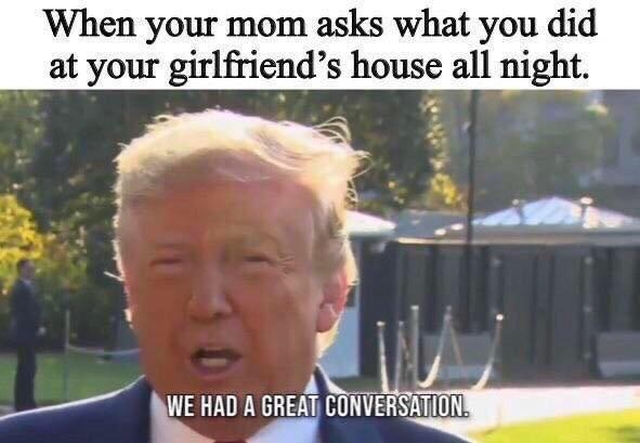 When your mom asks what you did
at your girlfriend's house all night.
WE HAD A GREAT CONVERSATION.